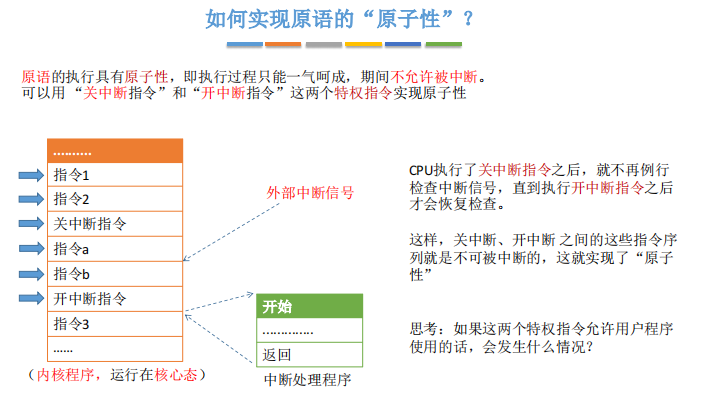 如何实现原语的“原子性”？
原语的执行具有原子性，即执行过程只能一气呵成，期间不允许被中断。
可以用 “关中断指令”和“开中断指令”这两个特权指令实现原子性
……….
指令1
指令2
关中断指令
指令a
指令b
开中断指令
指令3
……
（内核程序，运行在核心态）
外部中断信号
开始
…………..
返回
中断处理程序
CPU执行了关中断指令之后，就不再例行
检查中断信号，直到执行开中断指令之后
才会恢复检查。
这样，关中断、开中断 之间的这些指令序
列就是不可被中断的，这就实现了“原子
性”
思考：如果这两个特权指令允许用户程序
使用的话，会发生什么情况？